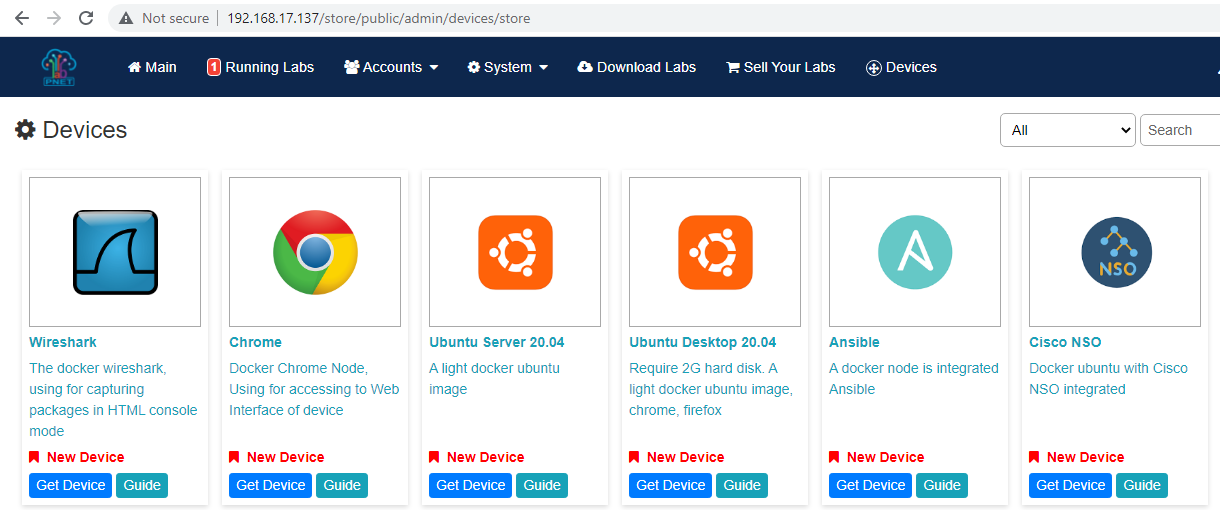 Not secure 192.168.17.137/store/public/admin/devices/store
PNET
Main
1 Running Labs
Accounts
System
Download Labs
Sell Your Labs
Devices
Devices
All
Search
NSO
Wireshark
The docker wireshark,
using for capturing
packages in HTML console
mode
New Device
Get Device Guide
Chrome
Docker Chrome Node,
Using for accessing to Web
Interface of device
New Device
Get Device Guide
Ubuntu Server 20.04
A light docker ubuntu
image
New Device
Get Device Guide
Ubuntu Desktop 20.04
Require 2G hard disk. A
light docker ubuntu image,
chrome, firefox
New Device
Get Device Guide
Ansible
A docker node is integrated
Ansible
New Device
Get Device Guide
Cisco NSO
Docker ubuntu with Cisco
NSO integrated
New Device
Get Device Guide